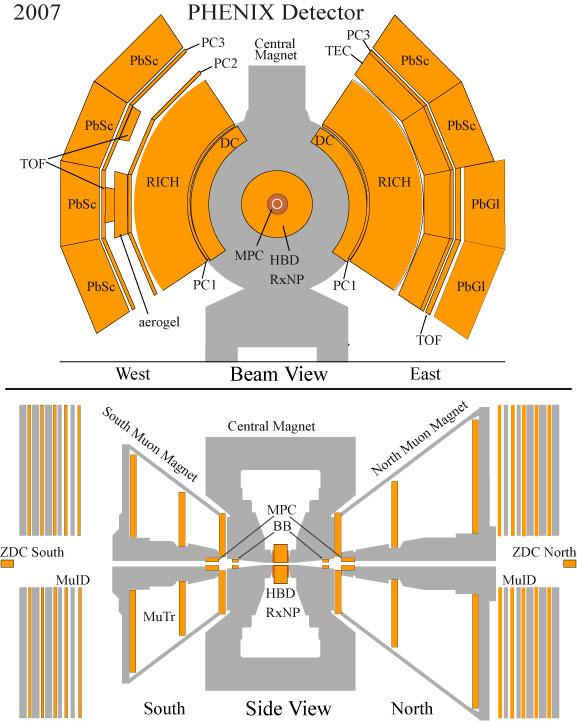 2007
PHENIX Detector
Central
Magnet
PC3
PC2
PbSc
PbSc
TOF
PbSc
PbSc
aerogel
RICH
DC
PC1
MPC
HBD
RxNP
PC3
TEC
PbSc
PbSc
DC
RICH
PbGl
PbGl
PC1
TOF
West
Beam View
East
South Muon Magnet
Central Magnet
North Muon Magnet
MPC
BB
ZDC South
ZDC North
MuID
MuID
HBD
RxNP
MuTr
South
Side View
North